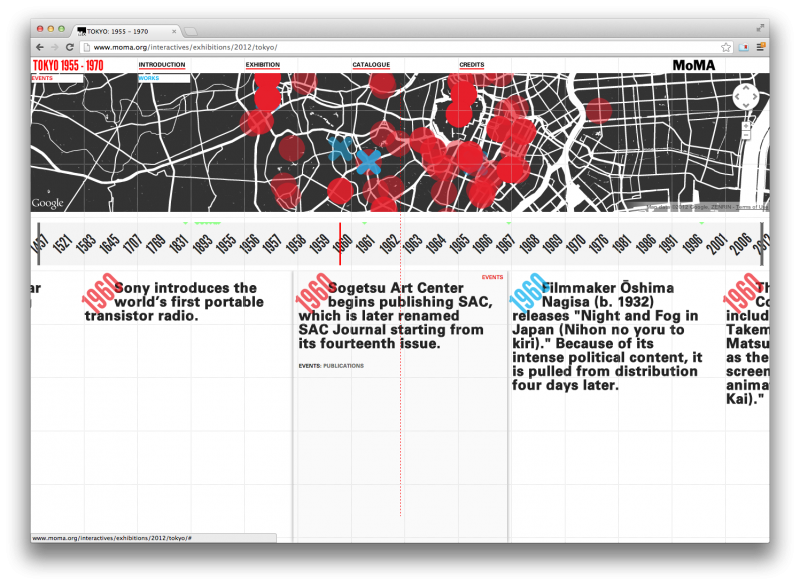 TOKYO: 1955 – 1970
www.moma.org/interactives/exhibitions/2012/tokyo/
TOKYO 1955 - 1970
INTRODUCTION
EXHIBITION
CATALOGUE
CREDITS
MoMA
EVENTS
WORKS
Google
Map data ©2012 Google, ZENRIN - Terms of Use
1521 1583 1645 1707 1769 1831 1893 1955 1956 1957 1958 1959 1960 1961 1962 1963 1964 1965 1966 1967 1968 1969 1970 1976 1981 1986 1991 1996 2001 2006 2012
ar
1960
Sony introduces the
world's first portable
transistor radio.
EVENTS
1960
Sogetsu Art Center
begins publishing SAC,
which is later renamed
SAC Journal starting from
its fourteenth issue.
EVENTS: PUBLICATIONS
1960
Filmmaker Ōshima
Nagisa (b. 1932)
releases "Night and Fog in
Japan (Nihon no yoru to
kiri)." Because of its
intense political content, it
is pulled from distribution
four days later.
1960
Th
Co
includ
Takem
Matsu
as the
screen
anima
Kai)."
www.moma.org/interactives/exhibitions/2012/tokyo/#